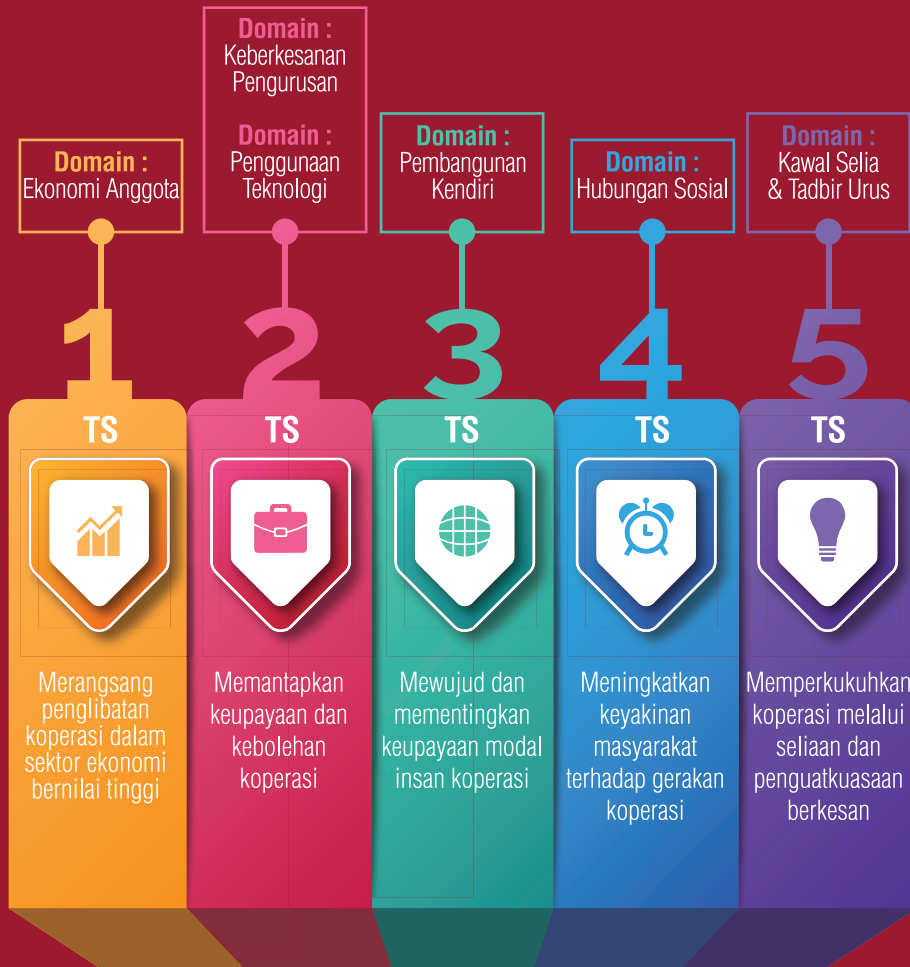 Domain :
Ekonomi Anggota
1
TS
Merangsang
penglibatan
koperasi dalam
sektor ekonomi
bernilai tinggi
Domain :
Keberkesanan
Pengurusan
Domain :
Penggunaan
Teknologi
2
TS
Memantapkan
keupayaan dan
kebolehan
koperasi
Domain :
Pembangunan
Kendiri
3
TS
Mewujud dan
mementingkan
keupayaan modal
insan koperasi
Domain :
Hubungan Sosial
4
TS
Meningkatkan
keyakinan
masyarakat
terhadap gerakan
koperasi
Domain :
Kawal Selia
& Tadbir Urus
5
TS
Memperkukuhkan
koperasi melalui
seliaan dan
penguatkuasaan
berkesan